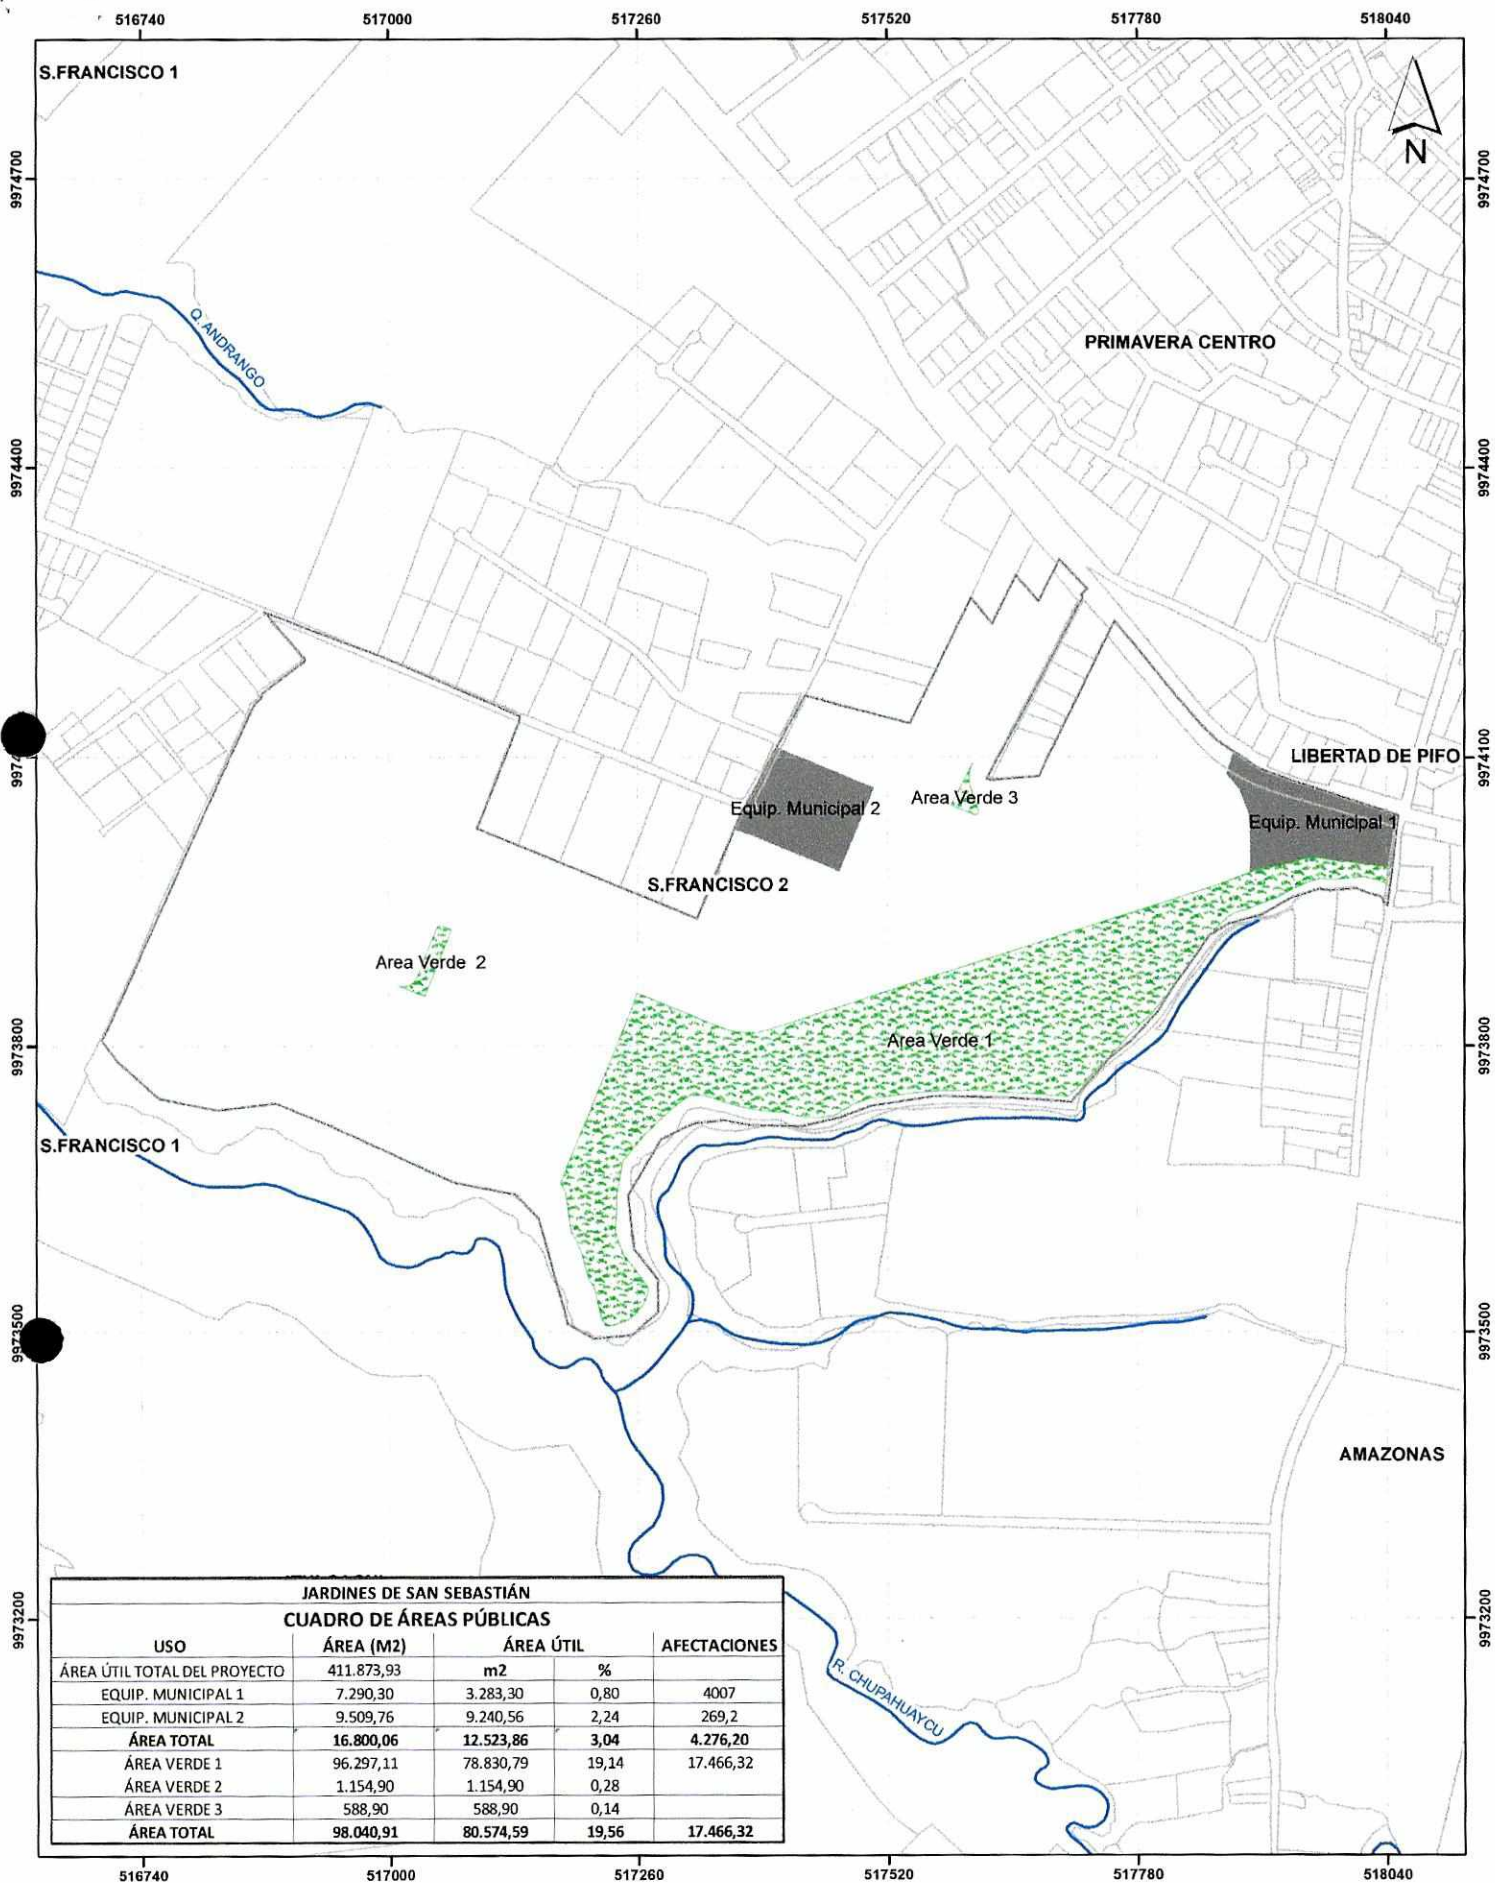 516740 517000 517260 517520 517780 518040
S.FRANCISCO 1
N
9974700 9974700
Q. ANDRANGO
PRIMAVERA CENTRO
9974400 9974400
LIBERTAD DE PIFO
9974100
Equip. Municipal 2
Area Verde 3
Equip. Municipal 1
S.FRANCISCO 2
Area Verde 2
Area Verde 1
9973800 9973800
S.FRANCISCO 1
9973500 9973500
AMAZONAS
JARDINES DE SAN SEBASTIÁN
CUADRO DE ÁREAS PÚBLICAS
USO ÁREA (M2) ÁREA ÚTIL AFECTACIONES
ÁREA ÚTIL TOTAL DEL PROYECTO 411.873,93 m2 %
EQUIP. MUNICIPAL 1 7.290,30 3.283,30 0,80 4007
EQUIP. MUNICIPAL 2 9.509,76 9.240,56 2,24 269,2
ÁREA TOTAL 16.800,06 12.523,86 3,04 4.276,20
ÁREA VERDE 1 96.297,11 78.830,79 19,14 17.466,32
ÁREA VERDE 2 1.154,90 1.154,90 0,28
ÁREA VERDE 3 588,90 588,90 0,14
ÁREA TOTAL 98.040,91 80.574,59 19,56 17.466,32
9973200 9973200
R. CHUPAHUAYCU
516740 517000 517260 517520 517780 518040